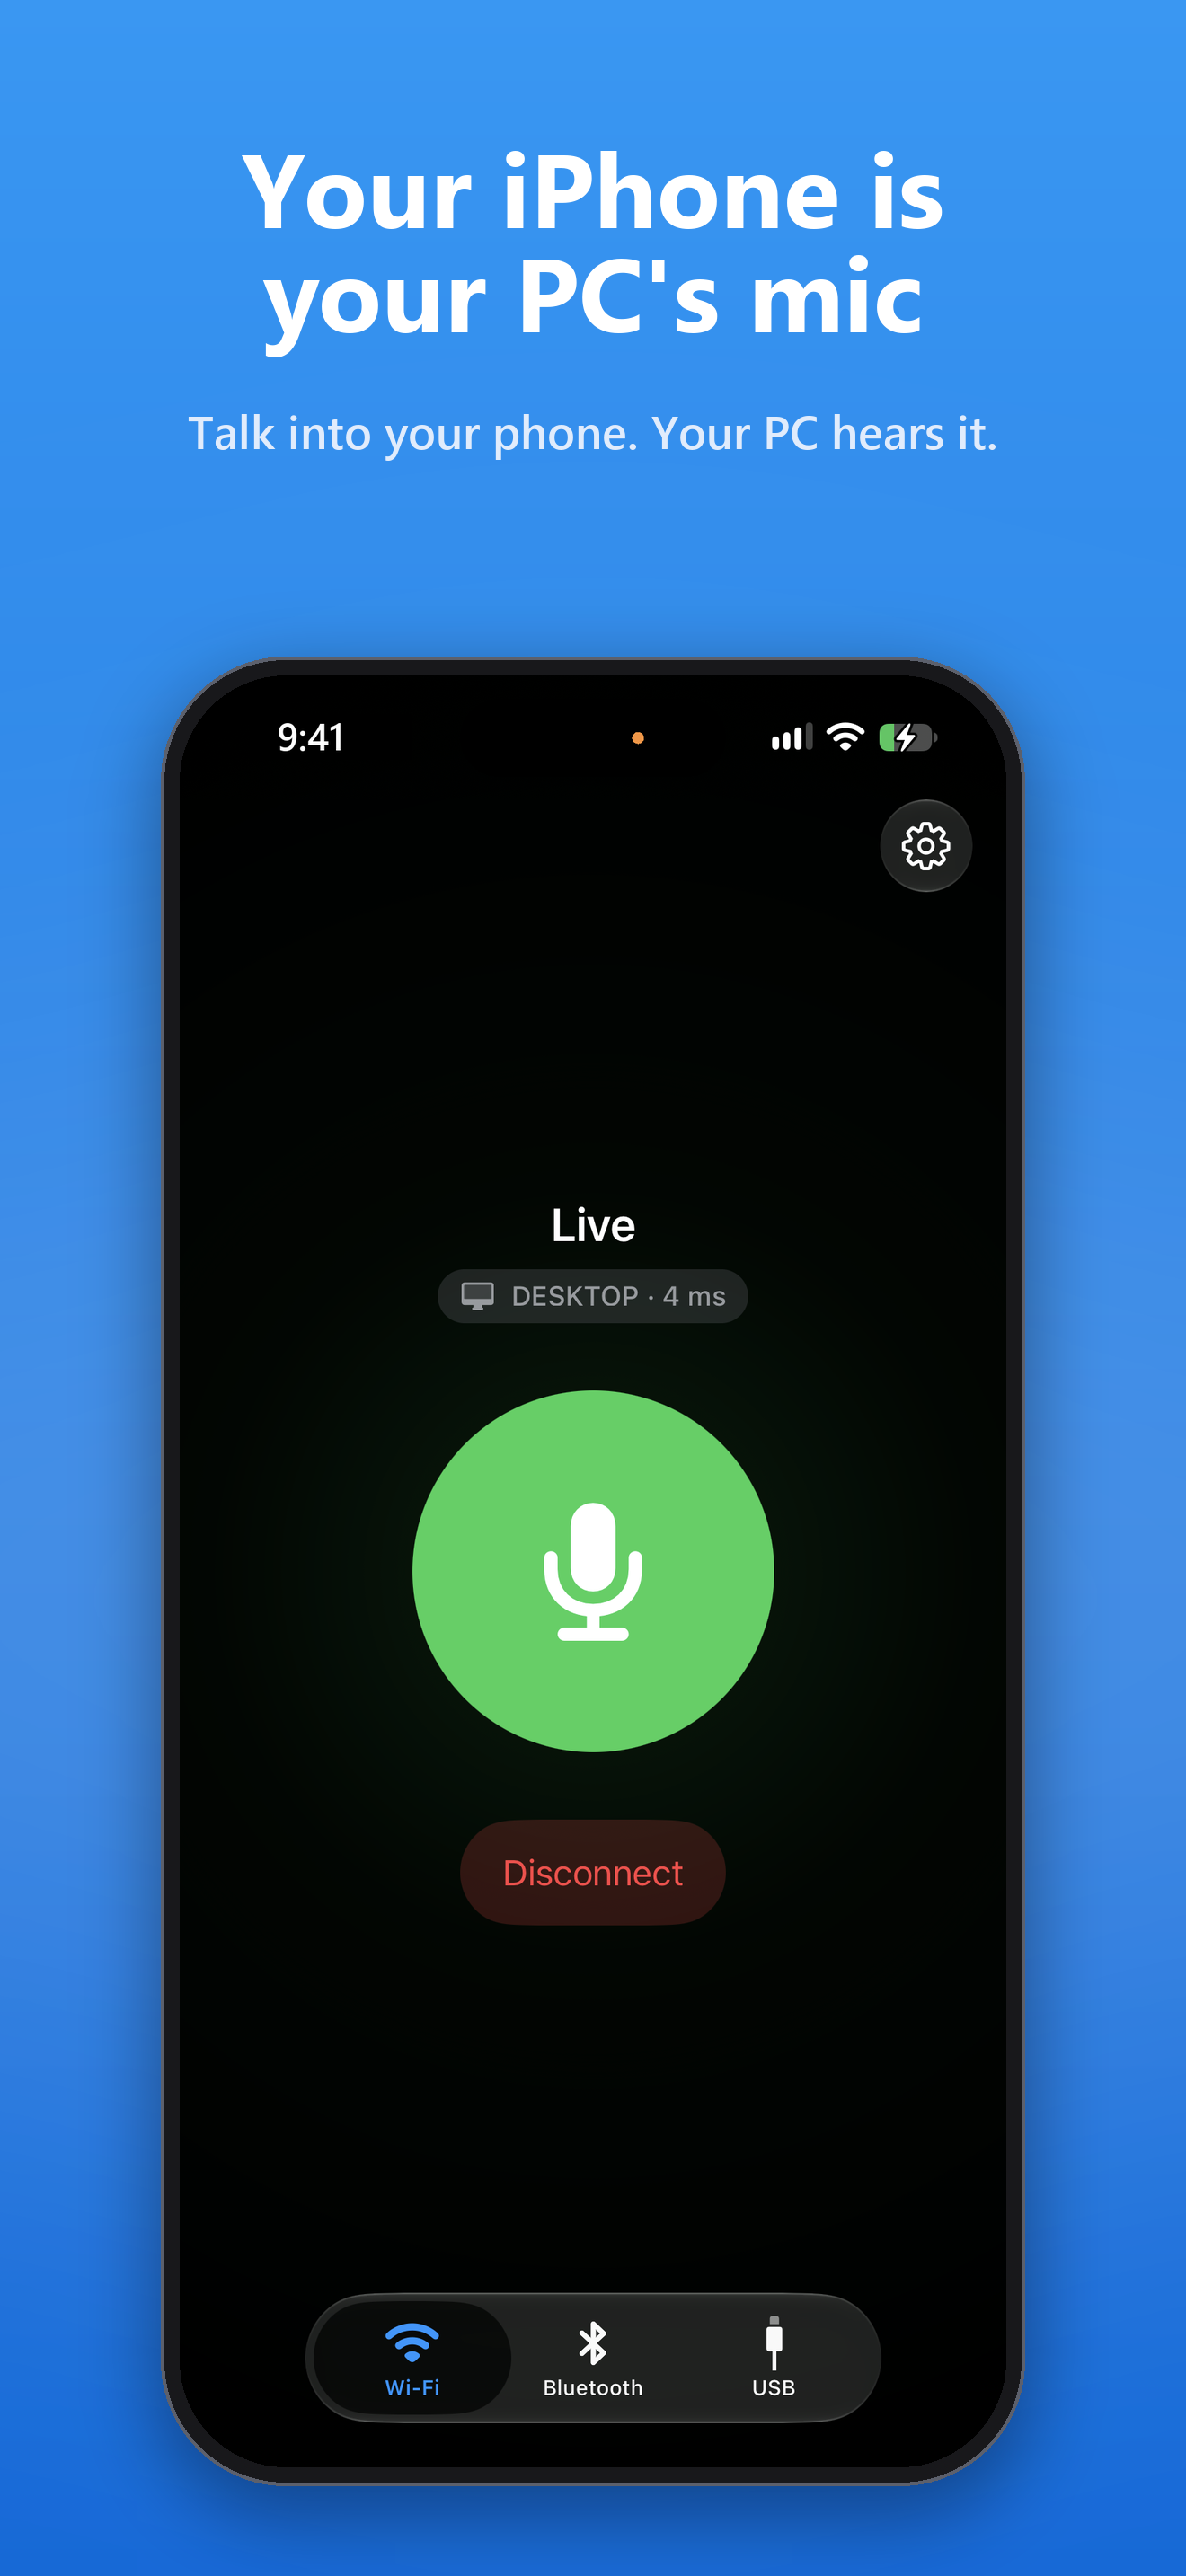 Your iPhone is
your PC's mic
Talk into your phone. Your PC hears it.
9:41
Live
DESKTOP · 4 ms
Disconnect
Wi-Fi
Bluetooth
USB